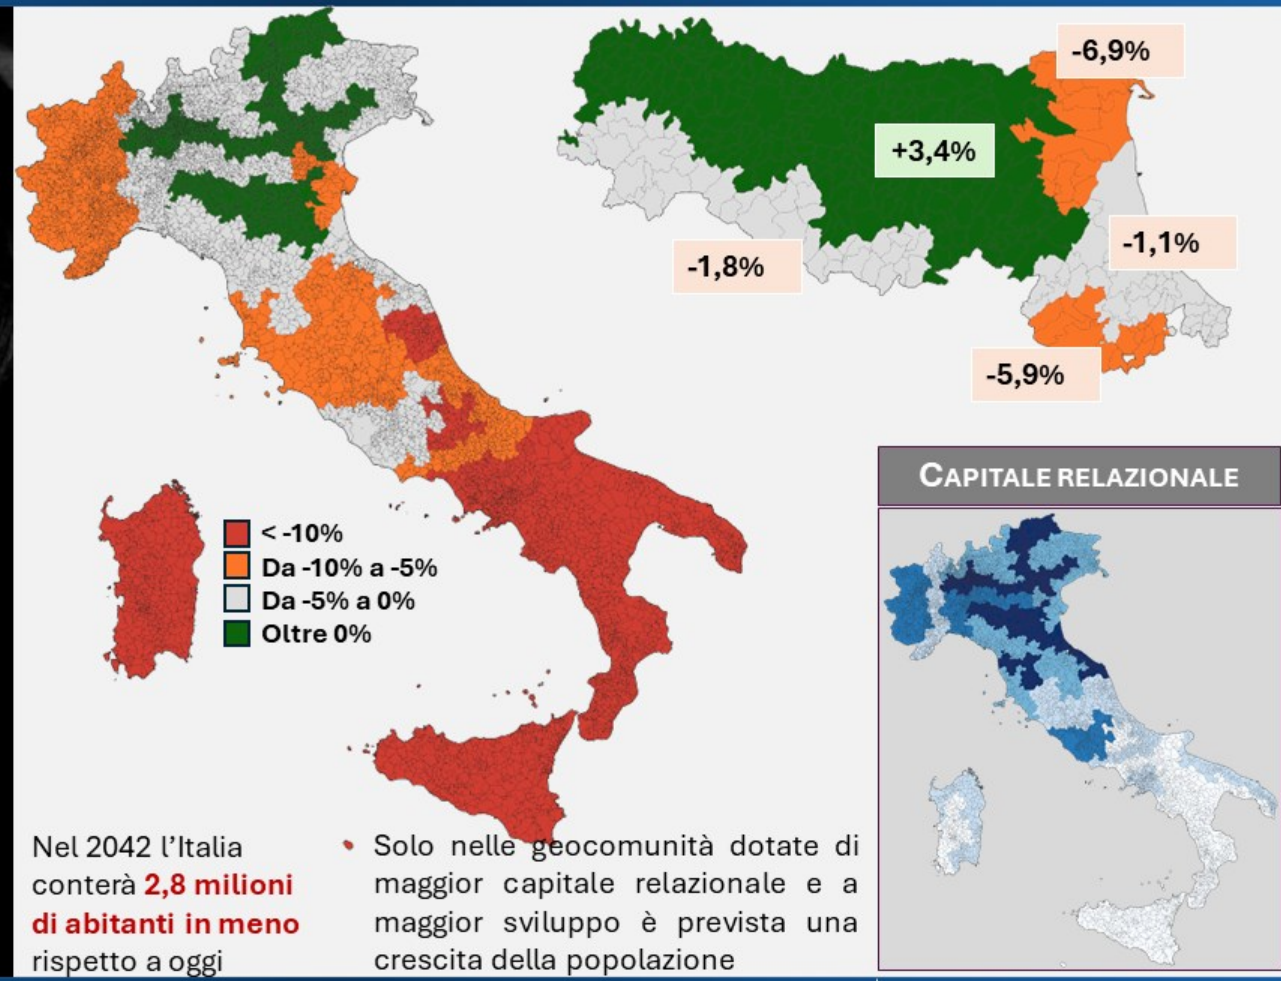 -6,9%
+3,4%
-1,1%
-1,8%
-5,9%
CAPITALE RELAZIONALE
< -10%
Da -10% a -5%
Da -5% a 0%
Oltre 0%
Nel 2042 l’Italia
conterà 2,8 milioni
di abitanti in meno
rispetto a oggi
Solo nelle geocomunità dotate di
maggior capitale relazionale e a
maggior sviluppo è prevista una
crescita della popolazione